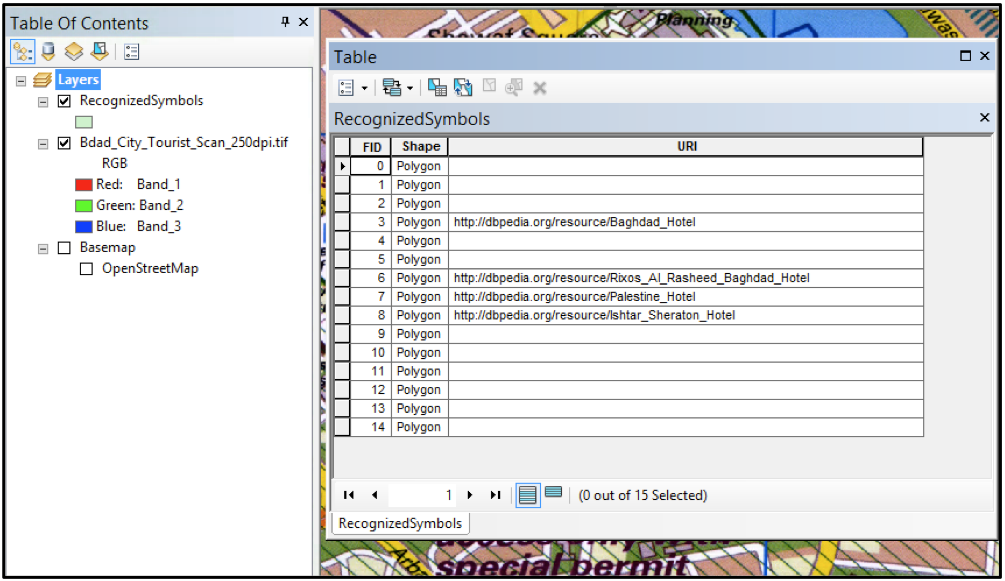 Table Of Contents
Layers
RecognizedSymbols
Bdad_City_Tourist_Scan_250dpi.tif
RGB
Red: Band_1
Green: Band_2
Blue: Band_3
Basemap
OpenStreetMap
Planning
Table
RecognizedSymbols
FID Shape URI
0 Polygon
1 Polygon
2 Polygon
3 Polygon http://dbpedia.org/resource/Baghdad_Hotel
4 Polygon
5 Polygon
6 Polygon http://dbpedia.org/resource/Rixos_Al_Rasheed_Baghdad_Hotel
7 Polygon http://dbpedia.org/resource/Palestine_Hotel
8 Polygon http://dbpedia.org/resource/Ishtar_Sheraton_Hotel
9 Polygon
10 Polygon
11 Polygon
12 Polygon
13 Polygon
14 Polygon
1 (0 out of 15 Selected)
RecognizedSymbols
special permit